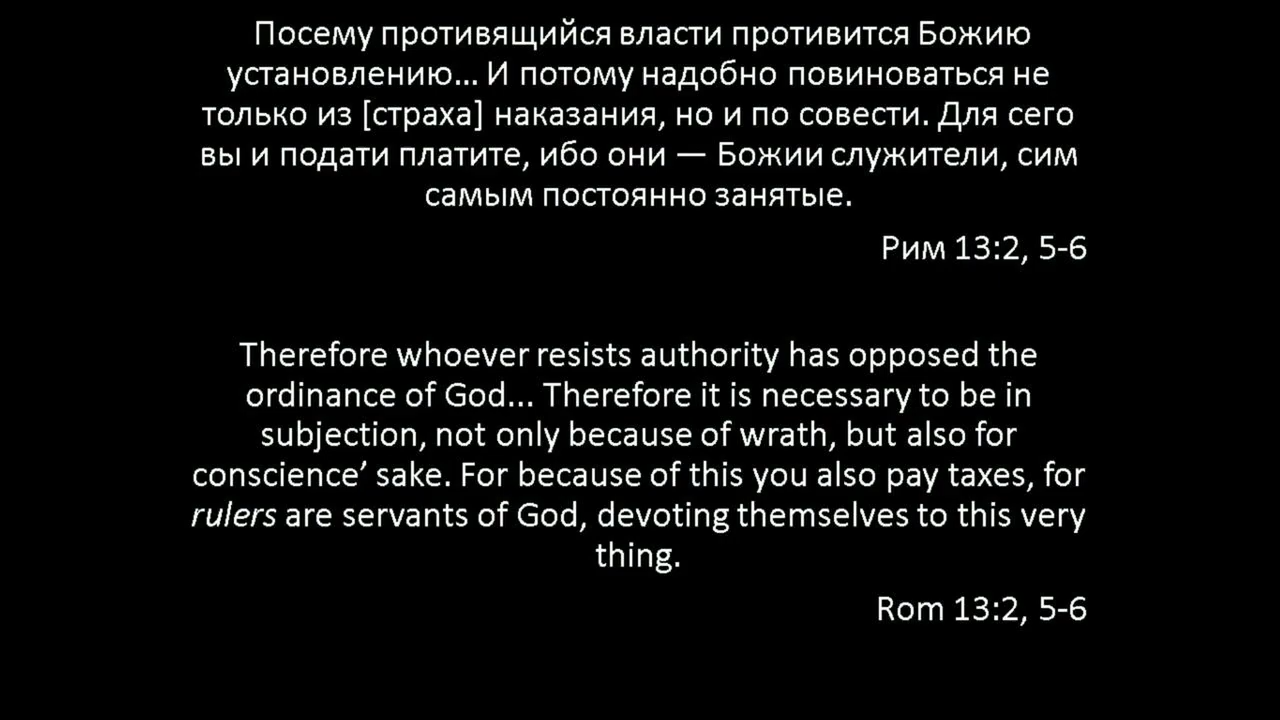 Посему противящийся власти противится Божию
установлению... И потому надобно повиноваться не
только из [страха] наказания, но и по совести. Для сего
вы и подати платите, ибо они — Божии служители, сим
самым постоянно занятые.
Рим 13:2, 5-6
Therefore whoever resists authority has opposed the
ordinance of God... Therefore it is necessary to be in
subjection, not only because of wrath, but also for
conscience’ sake. For because of this you also pay taxes, for
rulers are servants of God, devoting themselves to this very
thing.
Rom 13:2, 5-6